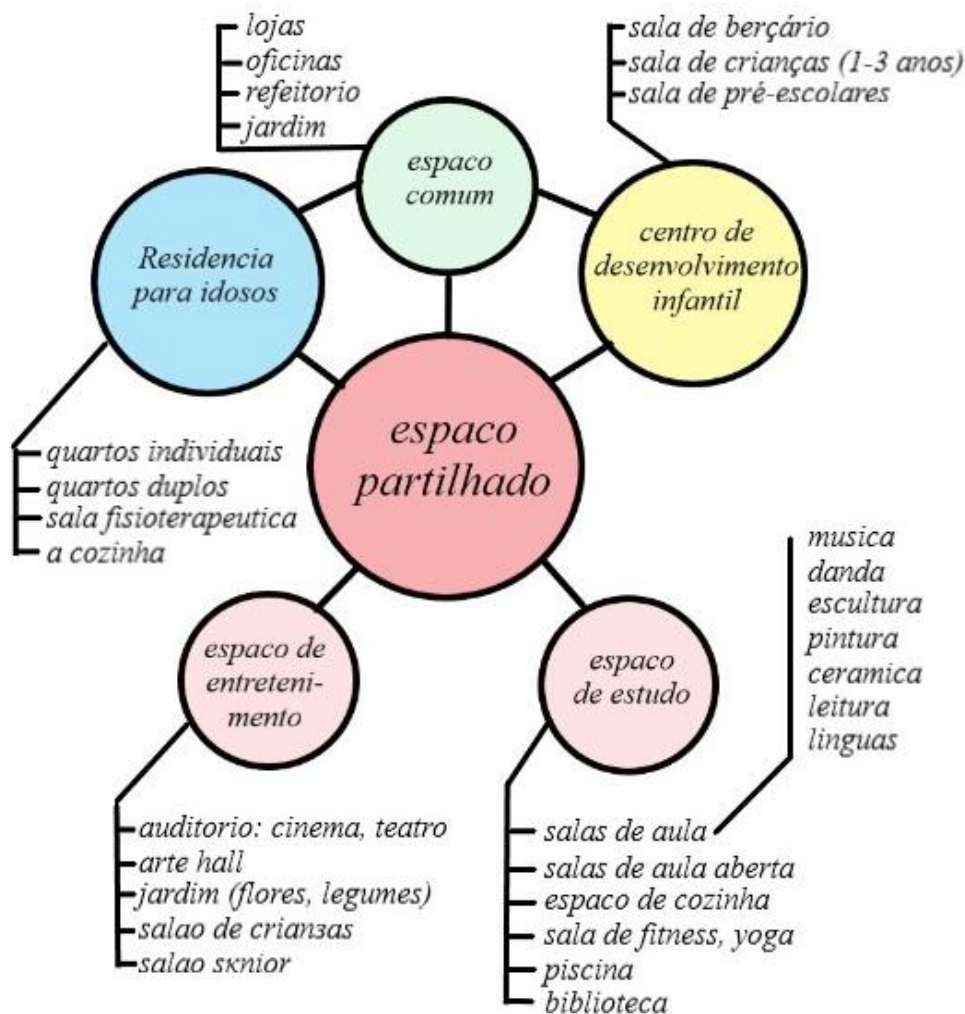 lojas
oficinas
refeitorio
jardim
sala de berçário
sala de crianças (1-3 anos)
sala de pré-escolares
espaco
comum
Residencia
para idosos
centro de
desenvolvimento
infantil
espaco
partilhado
quartos individuais
quartos duplos
sala fisioterapeutica
a cozinha
musica
danda
escultura
pintura
ceramica
leitura
linguas
espaco de
entreteni-
mento
espaco
de estudo
auditorio: cinema, teatro
arte hall
jardim (flores, legumes)
salao de crianзas
salao sкnior
salas de aula
salas de aula aberta
espaco de cozinha
sala de fitness, yoga
piscina
biblioteca